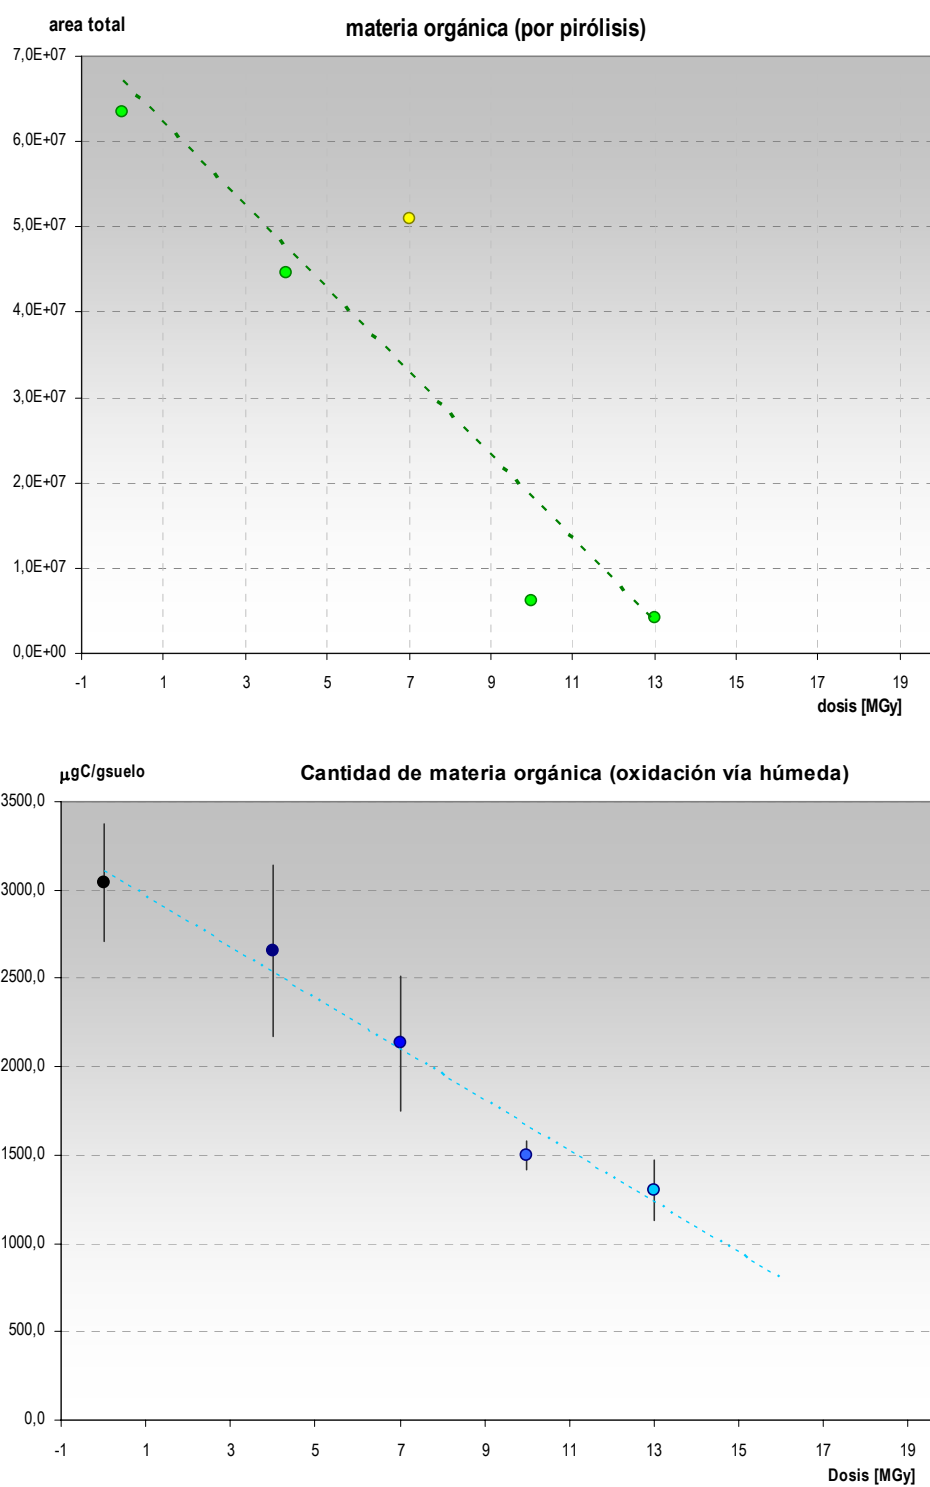 area total
materia orgánica (por pirólisis)
7,0E+07
6,0E+07
5,0E+07
4,0E+07
3,0E+07
2,0E+07
1,0E+07
0,0E+00
-1 1 3 5 7 9 11 13 15 17 19
dosis [MGy]
µgC/gsuelo
Cantidad de materia orgánica (oxidación vía húmeda)
3500,0
3000,0
2500,0
2000,0
1500,0
1000,0
500,0
0,0
-1 1 3 5 7 9 11 13 17 19
Dosis [MGy]